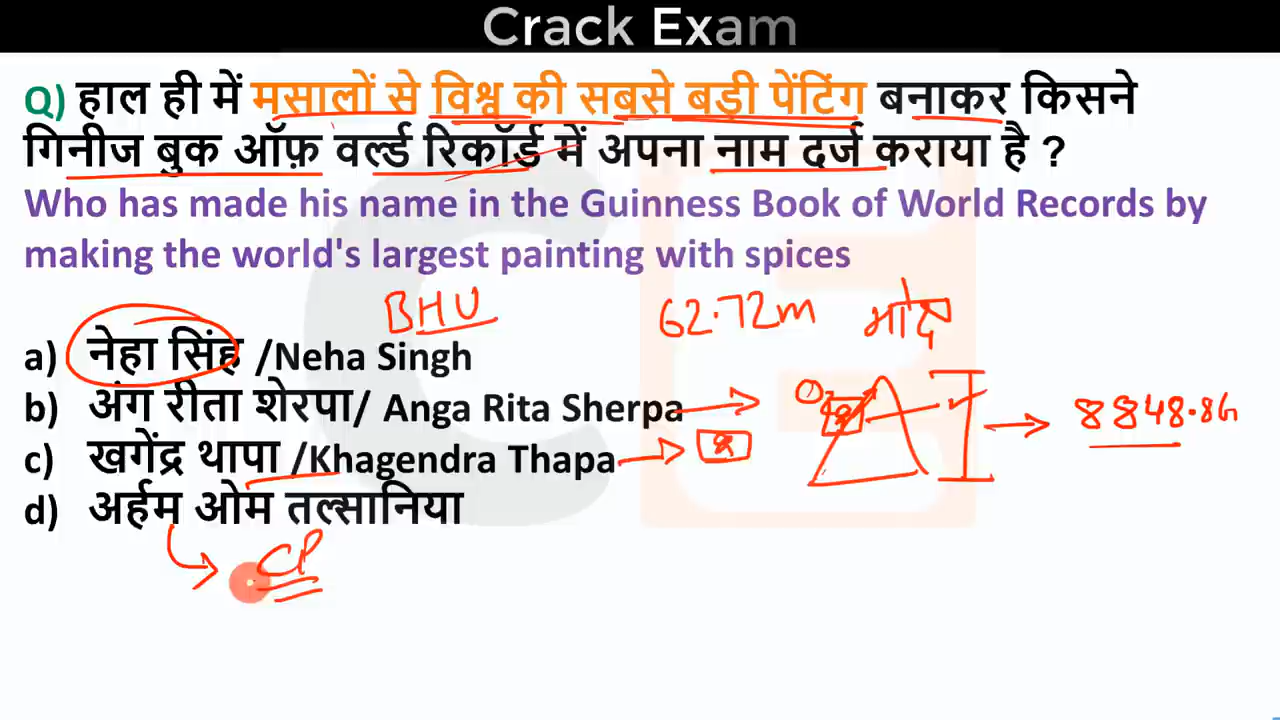 Crack Exam
Q) हाल ही में मसालों से विश्व की सबसे बड़ी पेंटिंग बनाकर किसने
गिनीज बुक ऑफ़ वर्ल्ड रिकॉर्ड में अपना नाम दर्ज कराया है ?
Who has made his name in the Guinness Book of World Records by
making the world's largest painting with spices
BHU 62.72m
a) नेहा सिंह /Neha Singh
b) अंग रीता शेरपा/ Anga Rita Sherpa
8848.86
c) खगेंद्र थापा /Khagendra Thapa
d) अर्हम ओम तल्सानिया
CP